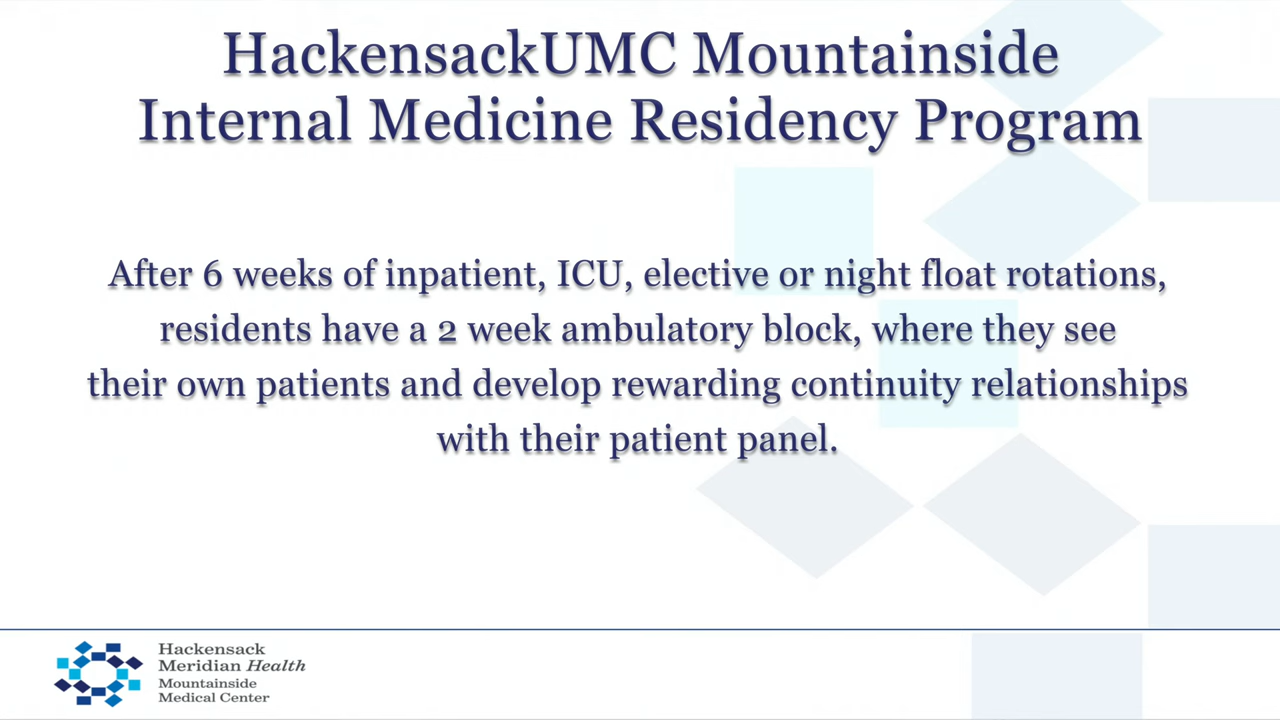 HackensackUMC Mountainside
Internal Medicine Residency Program
After 6 weeks of inpatient, ICU, elective or night float rotations,
residents have a 2 week ambulatory block, where they see
their own patients and develop rewarding continuity relationships
with their patient panel.
Hackensack
Meridian Health
Mountainside
Medical Center